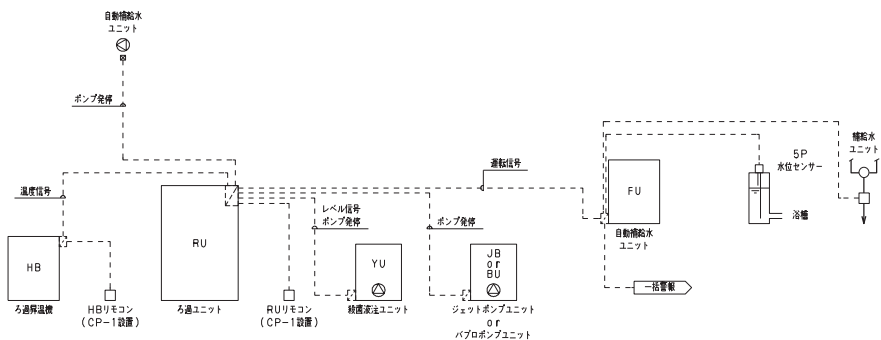 自動補給水
ユニット
ポンプ発停
温度信号
HB
ろ過昇温機
HBリモコン
(CP-1設置)
RU
ろ過ユニット
RUリモコン
(CP-1設置)
レベル信号
ポンプ発停
YU
殺菌液注ユニット
ポンプ発停
JB
or
BU
ジェットポンプユニット
or
バブロポンプユニット
運転信号
FU
自動補給水
ユニット
一括警報
5P
水位センサー
浴槽
補給水
ユニット